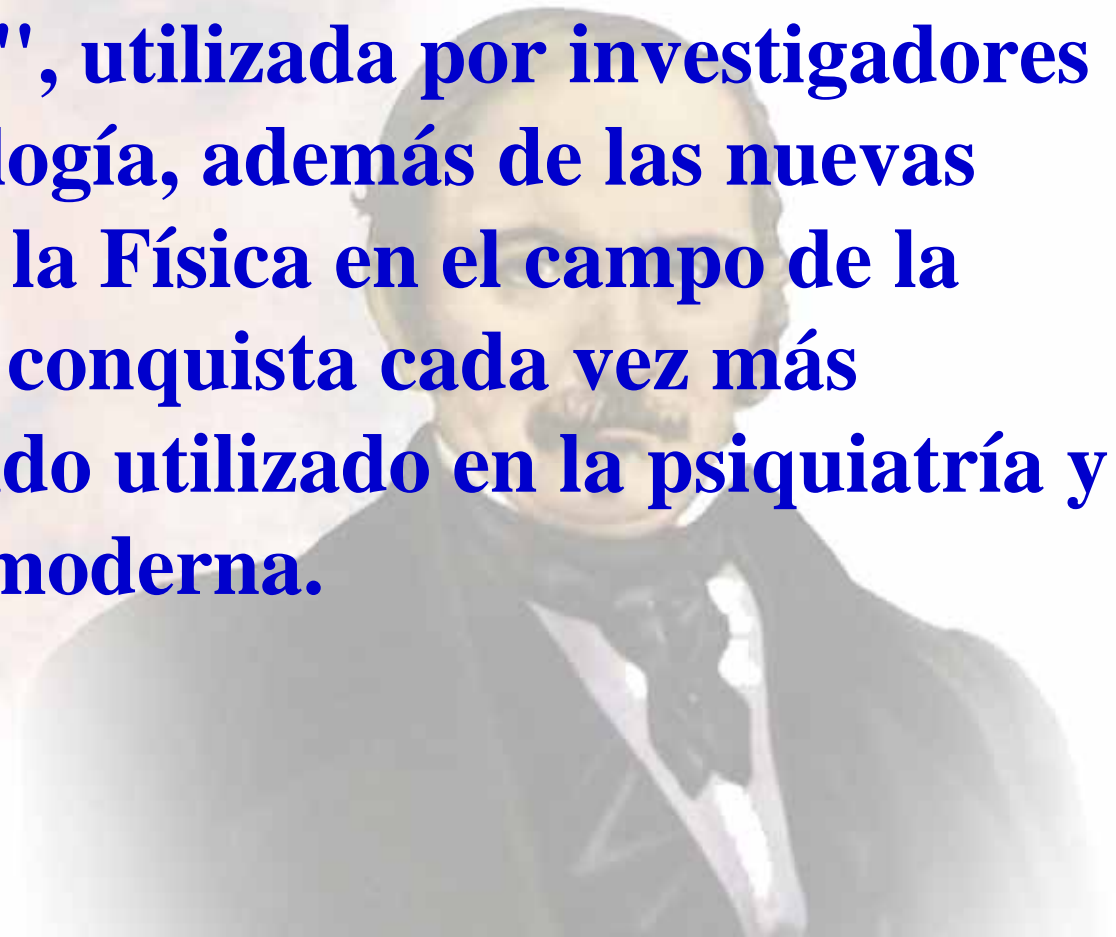 ", utilizada por investigadores
logía, además de las nuevas
la Física en el campo de la
conquista cada vez más
do utilizado en la psiquiatría y
moderna.